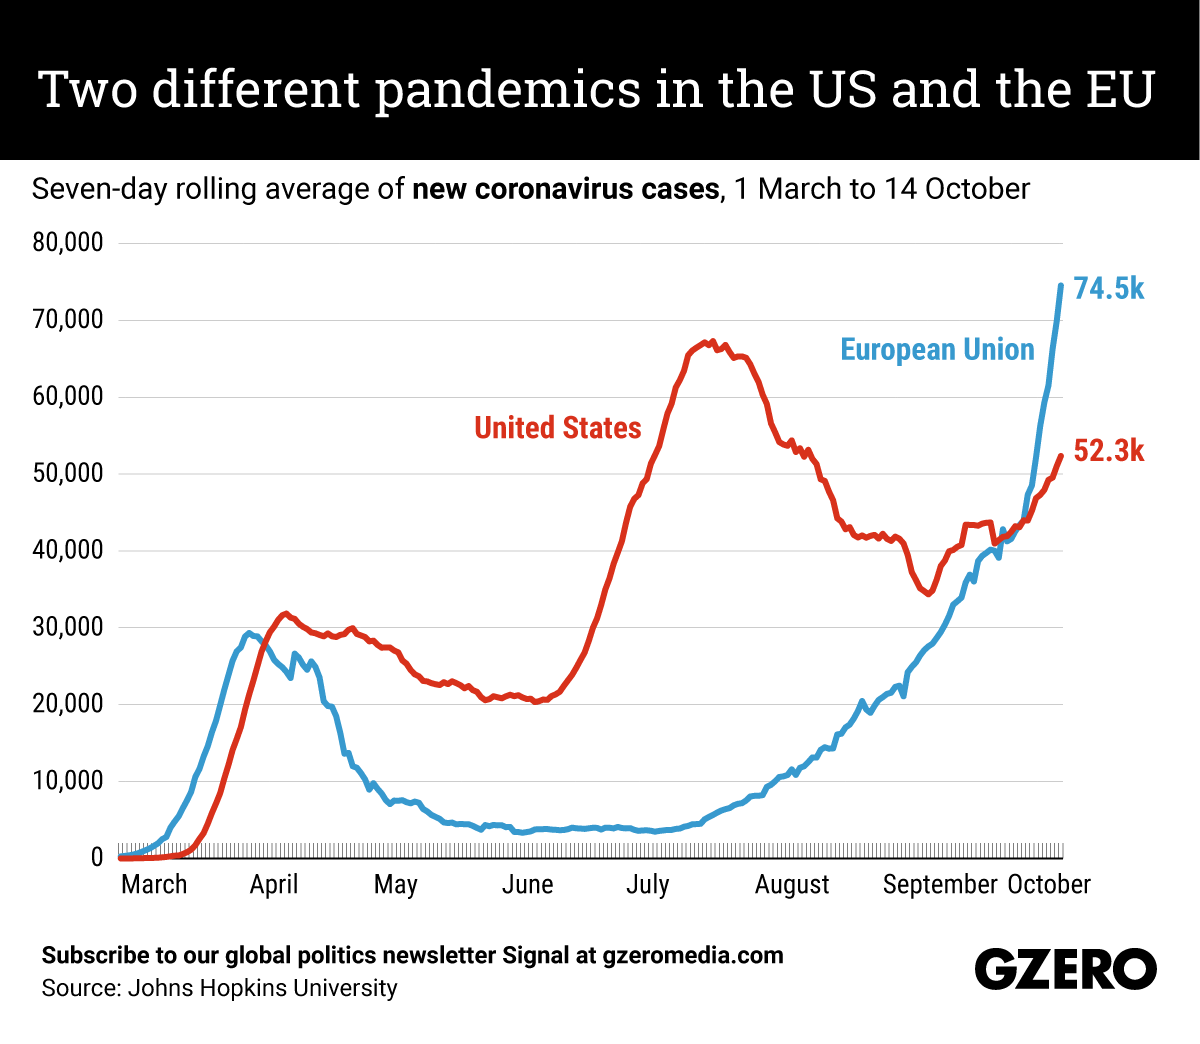 Two different pandemics in the US and the EU
Seven-day rolling average of new coronavirus cases, 1 March to 14 October
80,000
74.5k
70,000
European Union
60,000
United States
52.3k
50,000
40,000
30,000
20,000
10,000
0
March April May June July August September October
Subscribe to our global politics newsletter Signal at gzeromedia.com
Source: Johns Hopkins University
GZERO